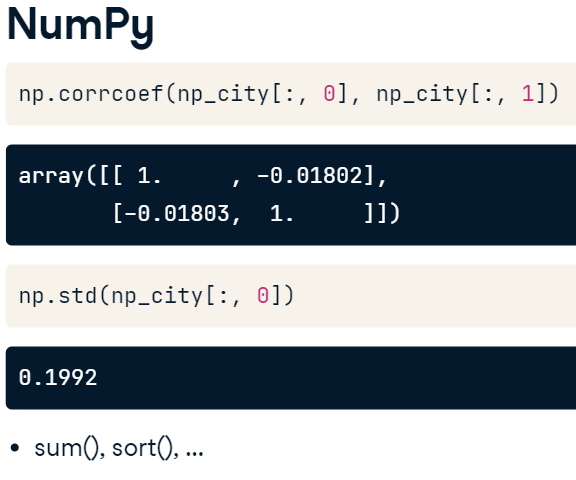 NumPy
np.corrcoef(np_city[:, 0], np_city[:, 1])
array([[ 1.     , -0.01802],
       [-0.01803,  1.     ]])
np.std(np_city[:, 0])
0.1992
• sum(), sort(), ...